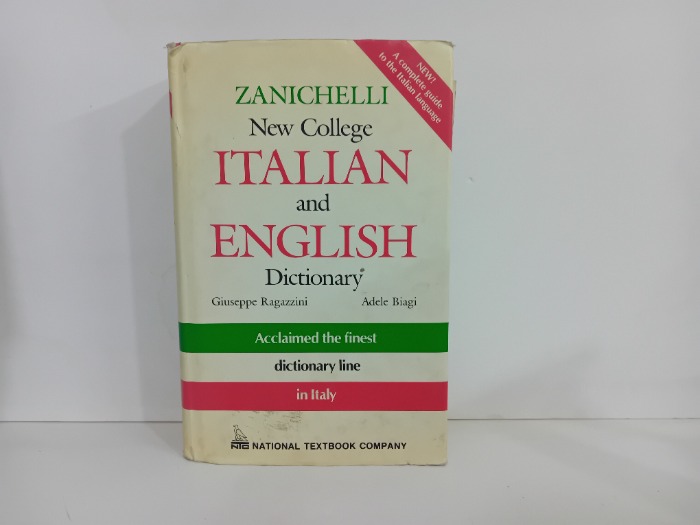 NEW!
A complete guide
to the Italian language
ZANICHELLI
New College
ITALIAN
and
ENGLISH
Dictionary
Giuseppe Ragazzini Adele Biagi
Acclaimed the finest
dictionary line
in Italy
NTC NATIONAL TEXTBOOK COMPANY